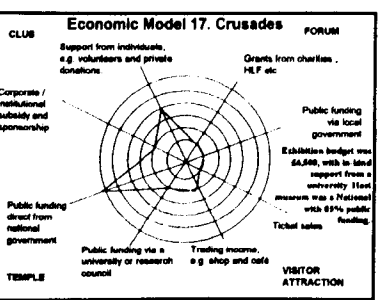 Economic Model 17. Crusades
CLUB
FORUM
Support from individuals,
e.g. volunteers and private
donations
Grants from charities,
HLF etc
Corporate /
institutional
subsidy and
sponsorship
Public funding
via local
government
Exhibition budget was
£4,500, with in-kind
support from a
university Host
museum was a National
with 65% public
funding.
Public funding
direct from
national
government
Ticket sales
Public funding via a
university or research
council
Trading income,
e.g. shop and café
TEMPLE
VISITOR
ATTRACTION